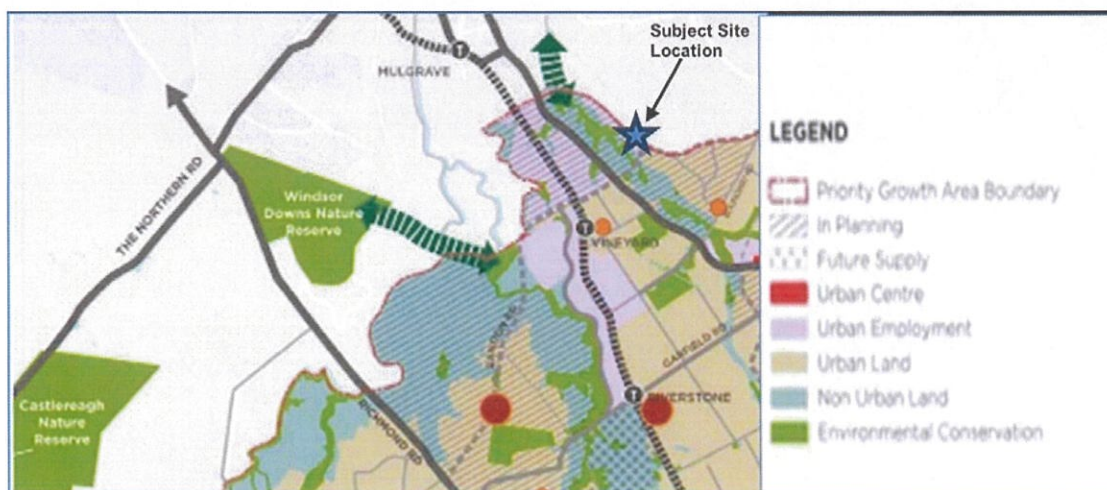 Subject Site
Location
MULGRAVE
T
THE NORTHERN RD
Windsor
Downs Nature
Reserve
T
VINEYARD
GARFIELD RD
T
RIVERSTONE
RICHMOND RD
Castlereagh
Nature
Reserve
LEGEND
Priority Growth Area Boundary
In Planning
Future Supply
Urban Centre
Urban Employment
Urban Land
Non Urban Land
Environmental Conservation